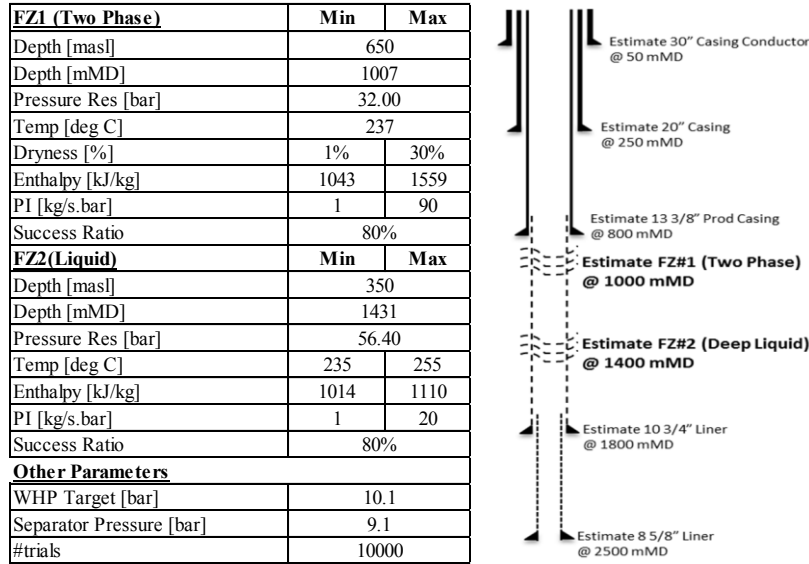 FZ1 (Two Phase) Min Max
Depth [masl] 650
Depth [mMD] 1007
Pressure Res [bar] 32.00
Temp [deg C] 237
Dryness [%] 1% 30%
Enthalpy [kJ/kg] 1043 1559
PI [kg/s.bar] 1 90
Success Ratio 80%
FZ2(Liquid) Min Max
Depth [masl] 350
Depth [mMD] 1431
Pressure Res [bar] 56.40
Temp [deg C] 235 255
Enthalpy [kJ/kg] 1014 1110
PI [kg/s.bar] 1 20
Success Ratio 80%
Other Parameters
WHP Target [bar] 10.1
Separator Pressure [bar] 9.1
#trials 10000
Estimate 30" Casing Conductor
@ 50 mMD
Estimate 20" Casing
@ 250 mMD
Estimate 13 3/8" Prod Casing
@ 800 mMD
Estimate FZ#1 (Two Phase)
@ 1000 mMD
Estimate FZ#2 (Deep Liquid)
@ 1400 mMD
Estimate 10 3/4" Liner
@ 1800 mMD
Estimate 8 5/8" Liner
@ 2500 mMD